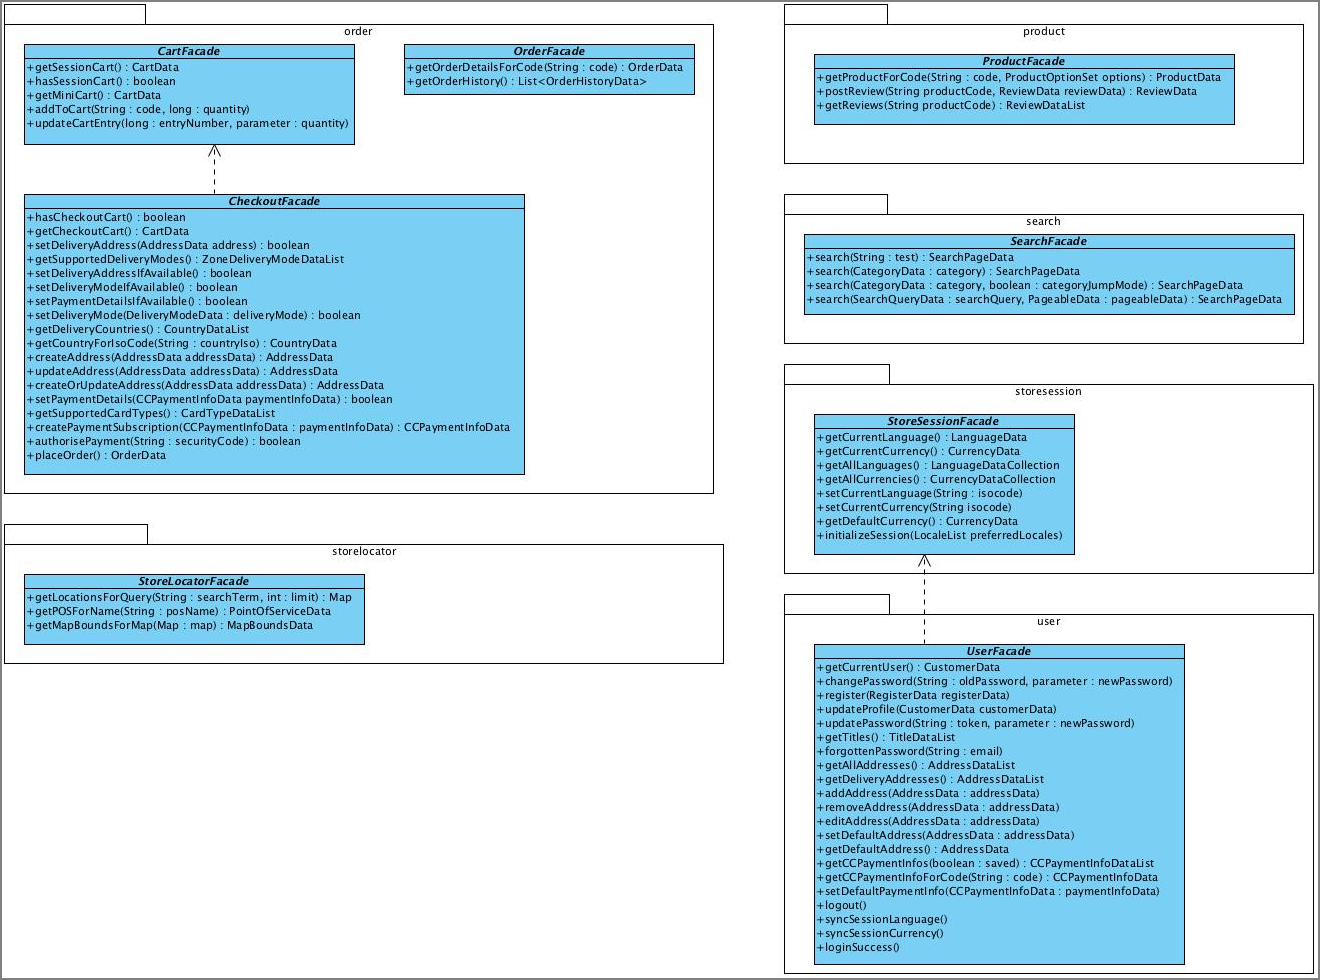 order
CartFacade
+getSessionCart() : CartData
+hasSessionCart() : boolean
+getMiniCart() : CartData
+addToCart(String : code, long : quantity)
+updateCartEntry(long : entryNumber, parameter : quantity)
OrderFacade
+getOrderDetailsForCode(String : code) : OrderData
+getOrderHistory() : List<OrderHistoryData>
CheckoutFacade
+hasCheckoutCart() : boolean
+getCheckoutCart() : CartData
+setDeliveryAddress(AddressData address) : boolean
+getSupportedDeliveryModes() : ZoneDeliveryModeDataList
+setDeliveryAddressIfAvailable() : boolean
+setDeliveryModeIfAvailable() : boolean
+setPaymentDetailsIfAvailable() : boolean
+setDeliveryMode(DeliveryModeData : deliveryMode) : boolean
+getDeliveryCountries() : CountryDataList
+getCountryForIsoCode(String : countryIso) : CountryData
+createAddress(AddressData addressData) : AddressData
+updateAddress(AddressData addressData) : AddressData
+createOrUpdateAddress(AddressData addressData) : AddressData
+setPaymentDetails(CCPaymentInfoData paymentInfoData) : boolean
+getSupportedCardTypes() : CardTypeDataList
+createPaymentSubscription(CCPaymentInfoData : paymentInfoData) : CCPaymentInfoData
+authorisePayment(String : securityCode) : boolean
+placeOrder() : OrderData
storelocator
StoreLocatorFacade
+getLocationsForQuery(String : searchTerm, int : limit) : Map
+getPOSForName(String : posName) : PointOfServiceData
+getMapBoundsForMap(Map : map) : MapBoundsData
product
ProductFacade
+getProductForCode(String : code, ProductOptionSet options) : ProductData
+postReview(String productCode, ReviewData reviewData) : ReviewData
+getReviews(String productCode) : ReviewDataList
search
SearchFacade
+search(String : test) : SearchPageData
+search(CategoryData : category) : SearchPageData
+search(CategoryData : category, boolean : categoryJumpMode) : SearchPageData
+search(SearchQueryData : searchQuery, PageableData : pageableData) : SearchPageData
storesession
StoreSessionFacade
+getCurrentLanguage() : LanguageData
+getCurrentCurrency() : CurrencyData
+getAllLanguages() : LanguageDataCollection
+getAllCurrencies() : CurrencyDataCollection
+setCurrentLanguage(String : isocode)
+setCurrentCurrency(String isocode)
+getDefaultCurrency() : CurrencyData
+initializeSession(LocaleList preferredLocales)
user
UserFacade
+getCurrentUser() : CustomerData
+changePassword(String : oldPassword, parameter : newPassword)
+register(RegisterData registerData)
+updateProfile(CustomerData customerData)
+updatePassword(String : token, parameter : newPassword)
+getTitles() : TitleDataList
+forgottenPassword(String : email)
+getAllAddresses() : AddressDataList
+getDeliveryAddresses() : AddressDataList
+addAddress(AddressData : addressData)
+removeAddress(AddressData : addressData)
+editAddress(AddressData : addressData)
+setDefaultAddress(AddressData : addressData)
+getDefaultAddress() : AddressData
+getCCPaymentInfos(boolean : saved) : CCPaymentInfoDataList
+getCCPaymentInfoForCode(String : code) : CCPaymentInfoData
+setDefaultPaymentInfo(CCPaymentInfoData : paymentInfoData)
+logout()
+syncSessionLanguage()
+syncSessionCurrency()
+loginSuccess()